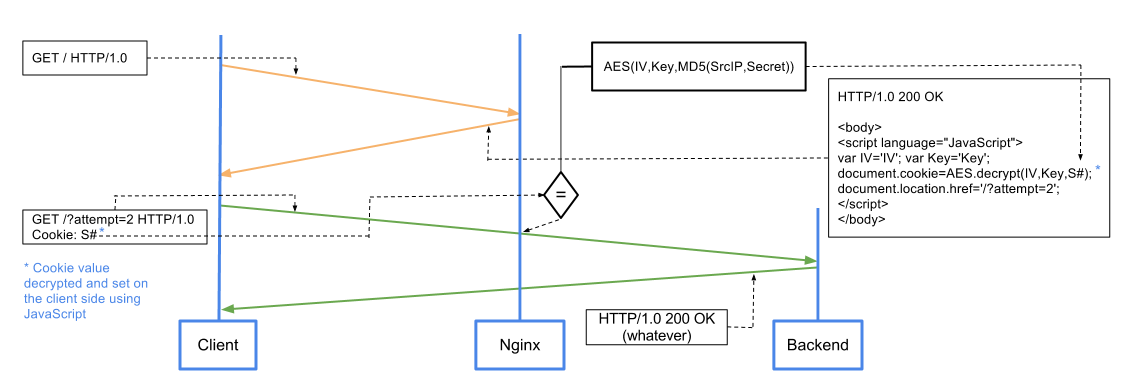 GET / HTTP/1.0
AES(IV,Key,MD5(SrcIP,Secret))
HTTP/1.0 200 OK
<body>
<script language="JavaScript">
var IV='IV'; var Key='Key';
document.cookie=AES.decrypt(IV,Key,S#); *
document.location.href='/?attempt=2';
</script>
</body>
=
GET /?attempt=2 HTTP/1.0
Cookie: S# *
* Cookie value
decrypted and set on
the client side using
JavaScript
HTTP/1.0 200 OK
(whatever)
Client
Nginx
Backend